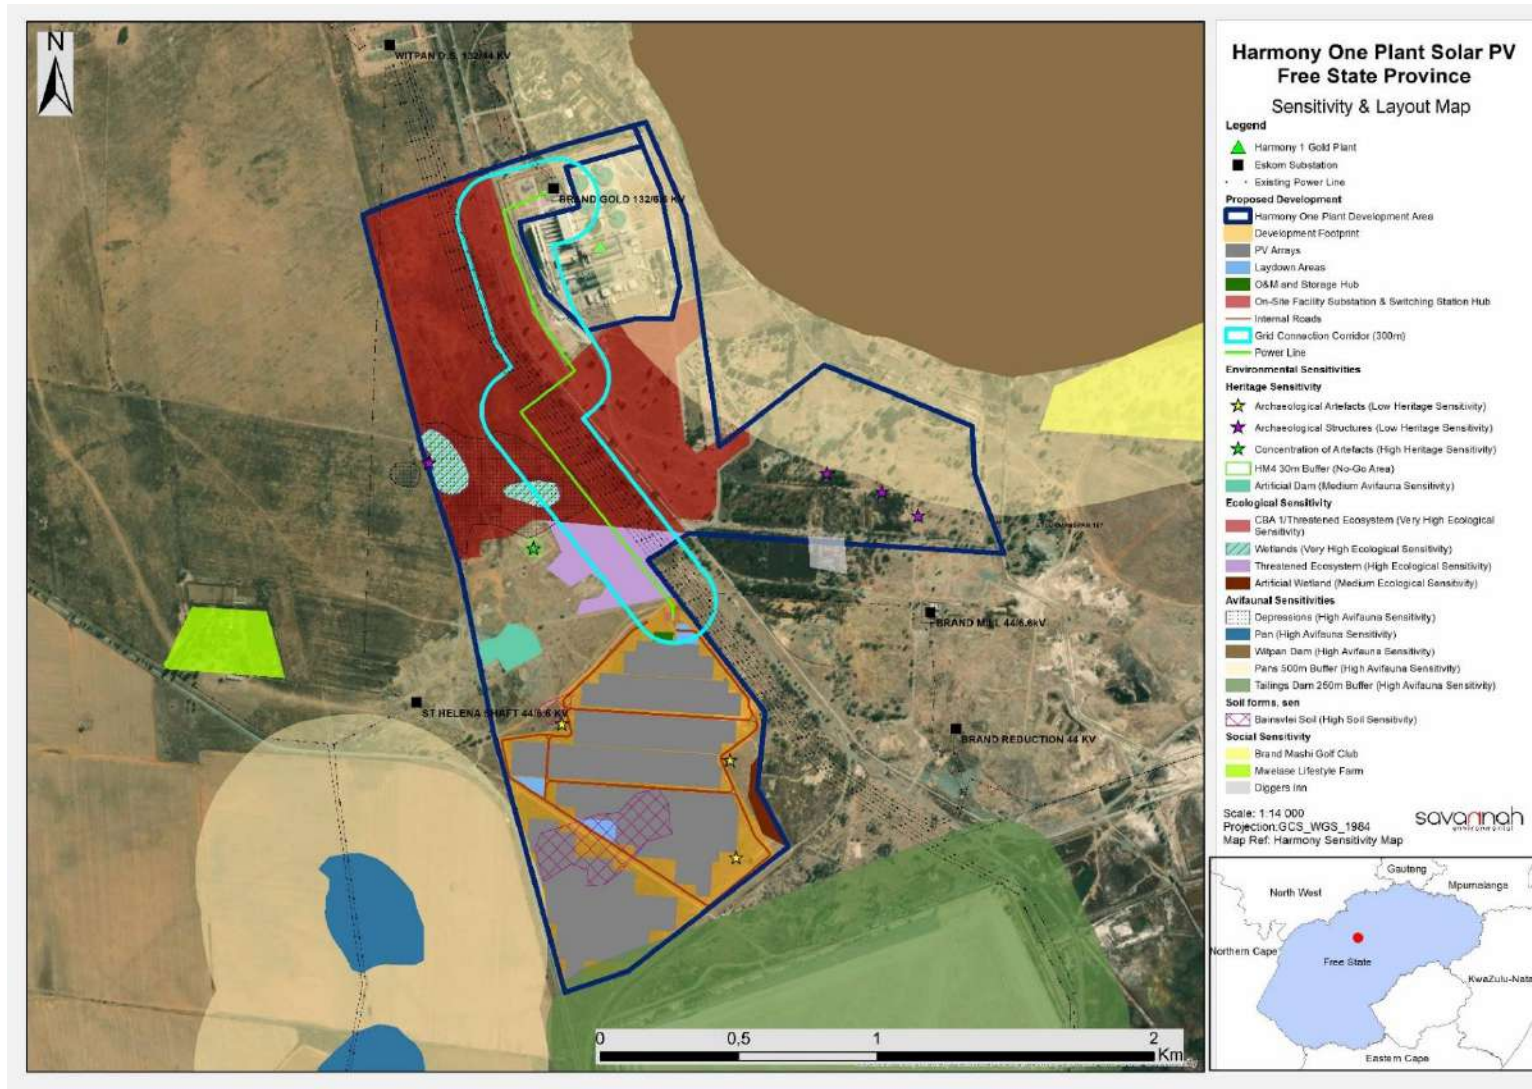 N
WITPAN D.S. 132/44 KV
BRAND GOLD 132/6.6 KV
BRAND MILL 44/6.6kV
ST HELENA SHAFT 44/6.6 KV
BRAND REDUCTION 44 KV
0 0,5 1 2
Km
Harmony One Plant Solar PV
Free State Province
Sensitivity & Layout Map
Legend
Harmony 1 Gold Plant
Eskom Substation
Existing Power Line
Proposed Development
Harmony One Plant Development Area
Development Footprint
PV Arrays
Laydown Areas
O&M and Storage Hub
On-Site Facility Substation & Switching Station Hub
Internal Roads
Grid Connection Corridor (300m)
Power Line
Environmental Sensitivities
Heritage Sensitivity
Archaeological Artefacts (Low Heritage Sensitivity)
Archaeological Structures (Low Heritage Sensitivity)
Concentration of Artefacts (High Heritage Sensitivity)
HM4 30m Buffer (No-Go Area)
Artificial Dam (Medium Avifauna Sensitivity)
Ecological Sensitivity
CBA 1/Threatened Ecosystem (Very High Ecological
Sensitivity)
Wetlands (Very High Ecological Sensitivity)
Threatened Ecosystem (High Ecological Sensitivity)
Artificial Wetland (Medium Ecological Sensitivity)
Avifaunal Sensitivities
Depressions (High Avifauna Sensitivity)
Pan (High Avifauna Sensitivity)
Witpan Dam (High Avifauna Sensitivity)
Pans 500m Buffer (High Avifauna Sensitivity)
Tailings Dam 250m Buffer (High Avifauna Sensitivity)
Soil forms, sen
Bainsvlei Soil (High Soil Sensitivity)
Social Sensitivity
Brand Mashi Golf Club
Mwelase Lifestyle Farm
Diggers Inn
Scale: 1:14 000
Projection:GCS_WGS_1984
Map Ref: Harmony Sensitivity Map
savannah
environmental
Gauteng
North West
Mpumalanga
Northern Cape
Free State
KwaZulu-Nata
Eastern Cape